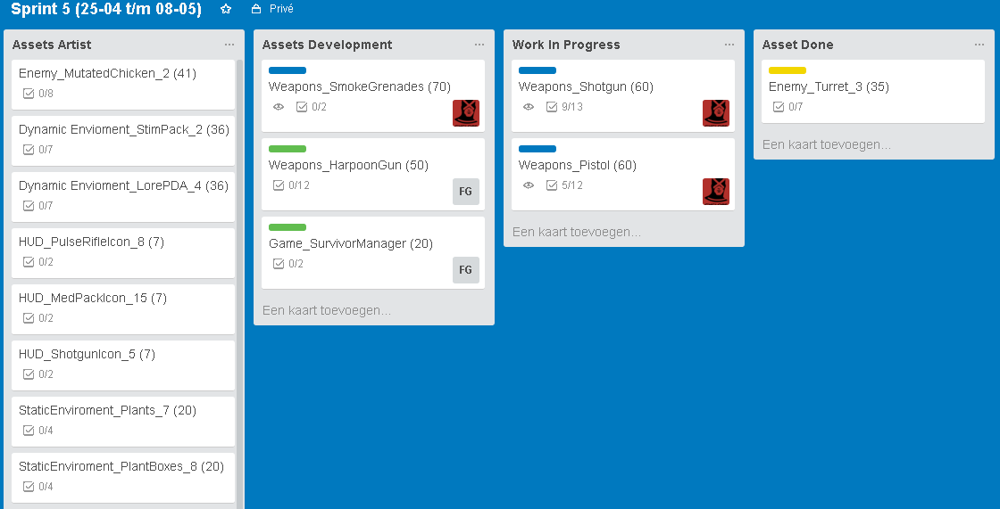 Sprint 5 (25-04 t/m 08-05) Privé
Assets Artist
Enemy_MutatedChicken_2 (41)
0/8
Dynamic Envioment_StimPack_2 (36)
0/7
Dynamic Envioment_LorePDA_4 (36)
0/7
HUD_PulseRifleIcon_8 (7)
0/2
HUD_MedPackIcon_15 (7)
0/2
HUD_ShotgunIcon_5 (7)
0/2
StaticEnviroment_Plants_7 (20)
0/4
StaticEnviroment_PlantBoxes_8 (20)
0/4
Assets Development
Weapons_SmokeGrenades (70)
0/2
Weapons_HarpoonGun (50)
0/12
FG
Game_SurvivorManager (20)
0/2
FG
Een kaart toevoegen...
Work In Progress
Weapons_Shotgun (60)
9/13
Weapons_Pistol (60)
5/12
Een kaart toevoegen...
Asset Done
Enemy_Turret_3 (35)
0/7
Een kaart toevoegen...